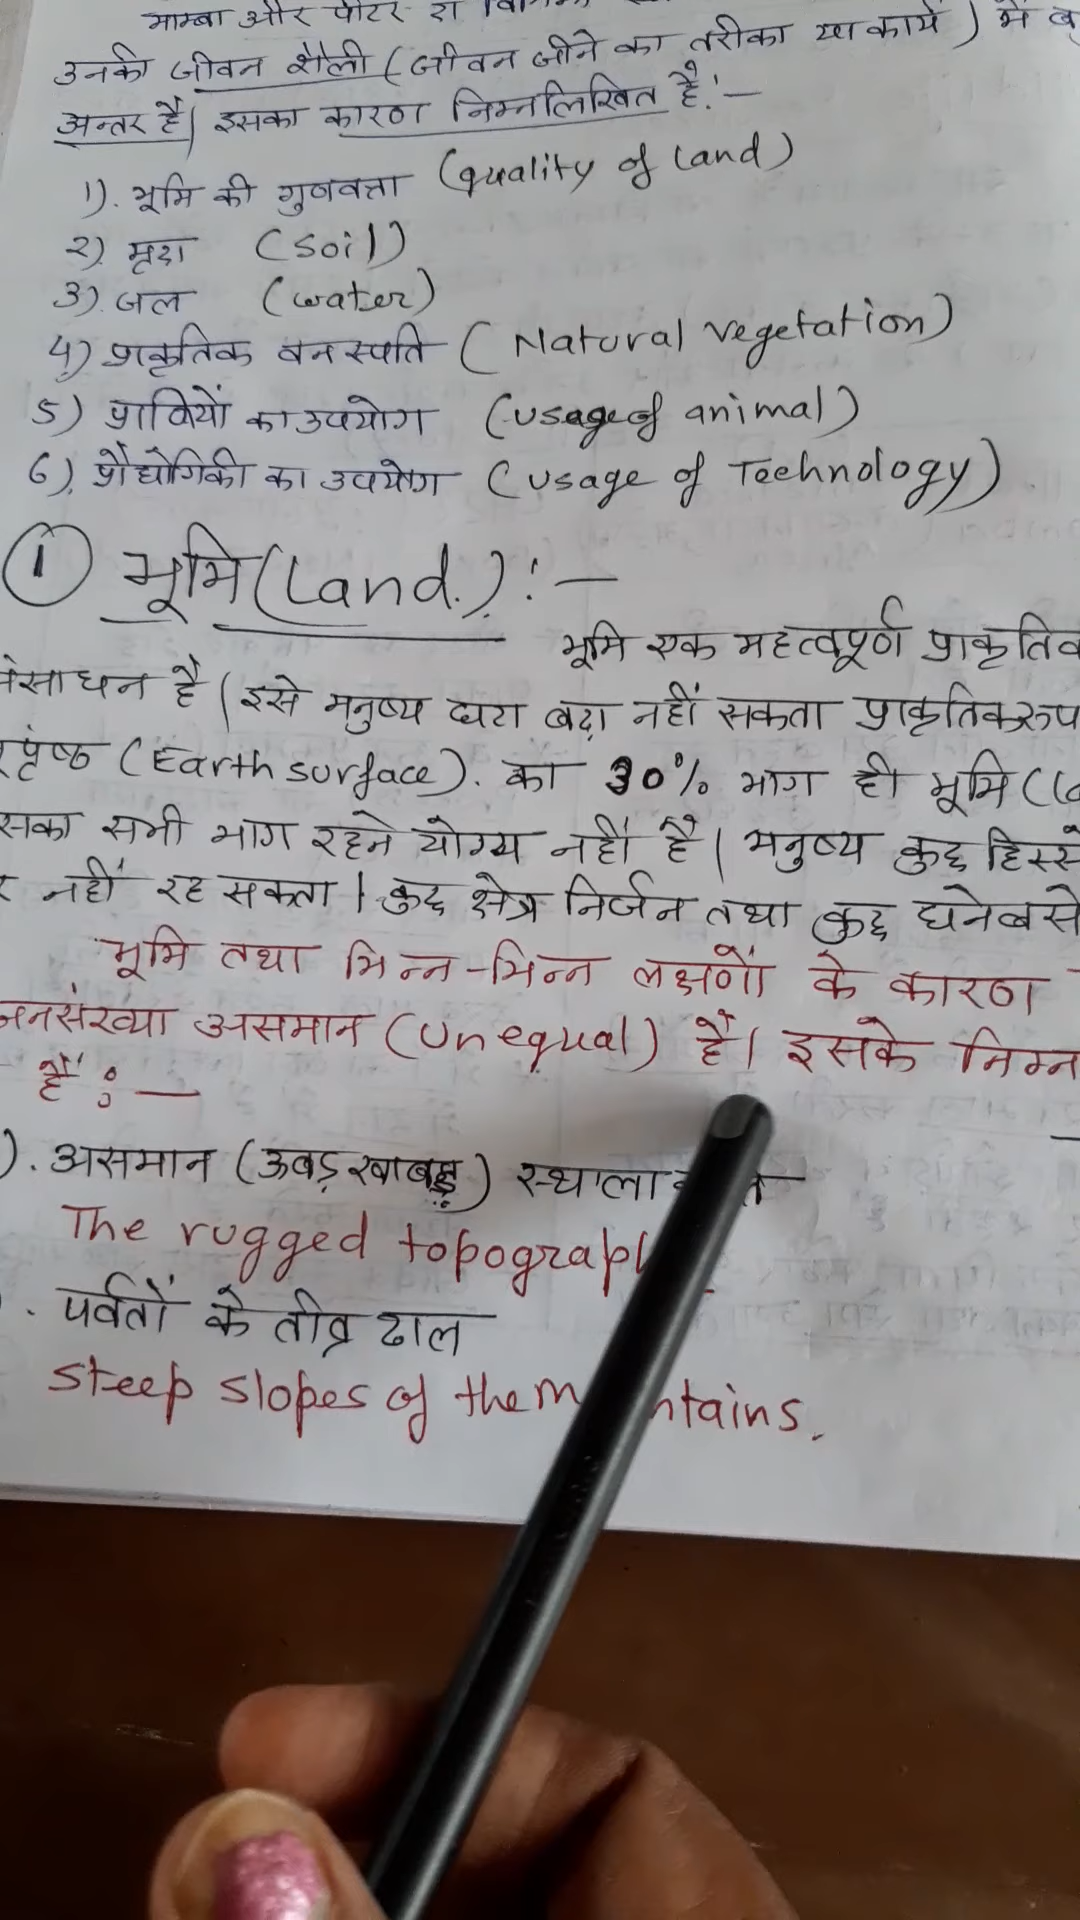 माम्बा और पीटर
उनकी जीवन शैली (जीवन जीने का तरीका या कार्य) में
अन्तर है| इसका कारण निम्नलिखित है:-
1). भूमि की गुणवत्ता (quality of Land)
2) मृदा (Soil)
3) जल (water)
4) प्राकृतिक वनस्पति (Natural vegetation)
5) प्राणियों का उपयोग (usage of animal)
6) प्रौद्योगिकी का उपयोग (usage of Technology)
① भूमि (Land.):-
भूमि एक महत्वपूर्ण प्राकृतिक
संसाधन है| इसे मनुष्य घटा बढ़ा नहीं सकता प्राकृतिक रूप
पृष्ठ (Earth surface). का 30% भाग ही भूमि
सका सभी भाग रहने योग्य नहीं है| मनुष्य कुछ हिस्से
र नहीं रह सकता| कुछ क्षेत्र निर्जन तथा कुछ घने बसे
भूमि तथा भिन्न-भिन्न लक्षणों के कारण
जनसंख्या असमान (unequal) है| इसके निम्न
हैं:-
). असमान (ऊबड़ खाबड़)
The rugged
. पर्वतों के तीव्र ढाल
steep slopes of the mountains.